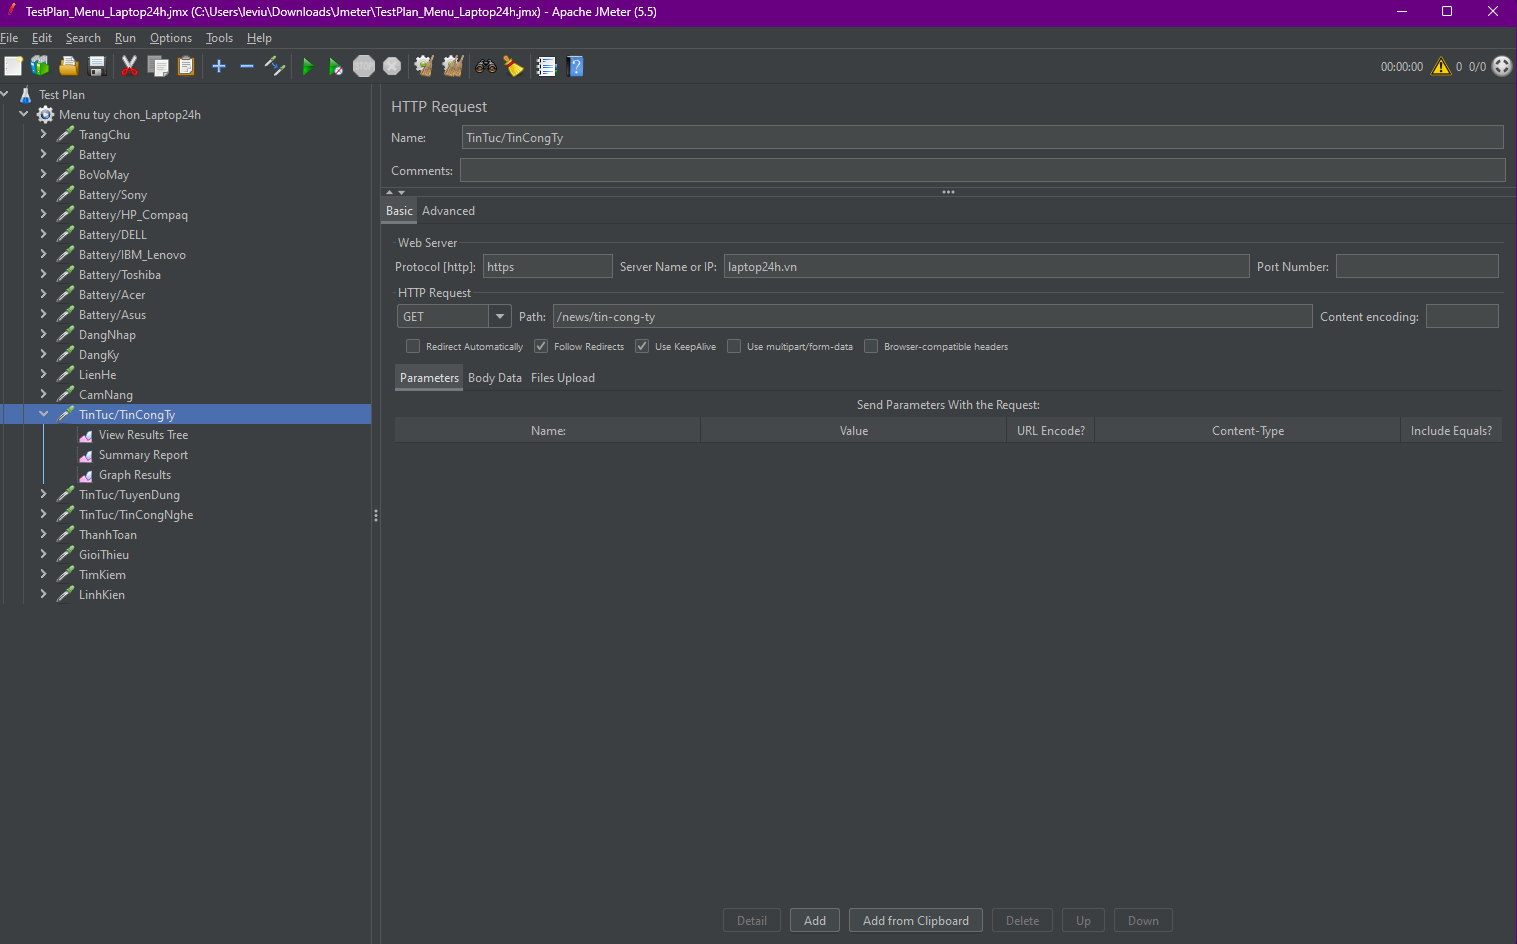 TestPlan_Menu_Laptop24h.jmx (C:\Users\leviu\Downloads\Jmeter\TestPlan_Menu_Laptop24h.jmx) - Apache JMeter (5.5)
File Edit Search Run Options Tools Help
00:00:00 0 0/0
Test Plan
Menu tuy chon_Laptop24h
TrangChu
Battery
BoVoMay
Battery/Sony
Battery/HP_Compaq
Battery/DELL
Battery/IBM_Lenovo
Battery/Toshiba
Battery/Acer
Battery/Asus
DangNhap
DangKy
LienHe
CamNang
TinTuc/TinCongTy
View Results Tree
Summary Report
Graph Results
TinTuc/TuyenDung
TinTuc/TinCongNghe
ThanhToan
GioiThieu
TimKiem
LinhKien
HTTP Request
Name: TinTuc/TinCongTy
Comments:
Basic Advanced
Web Server
Protocol [http]: https Server Name or IP: laptop24h.vn Port Number:
HTTP Request
GET Path: /news/tin-cong-ty Content encoding:
Redirect Automatically Follow Redirects Use KeepAlive Use multipart/form-data Browser-compatible headers
Parameters Body Data Files Upload
Send Parameters With the Request:
Name: Value URL Encode? Content-Type Include Equals?
Detail Add Add from Clipboard Delete Up Down